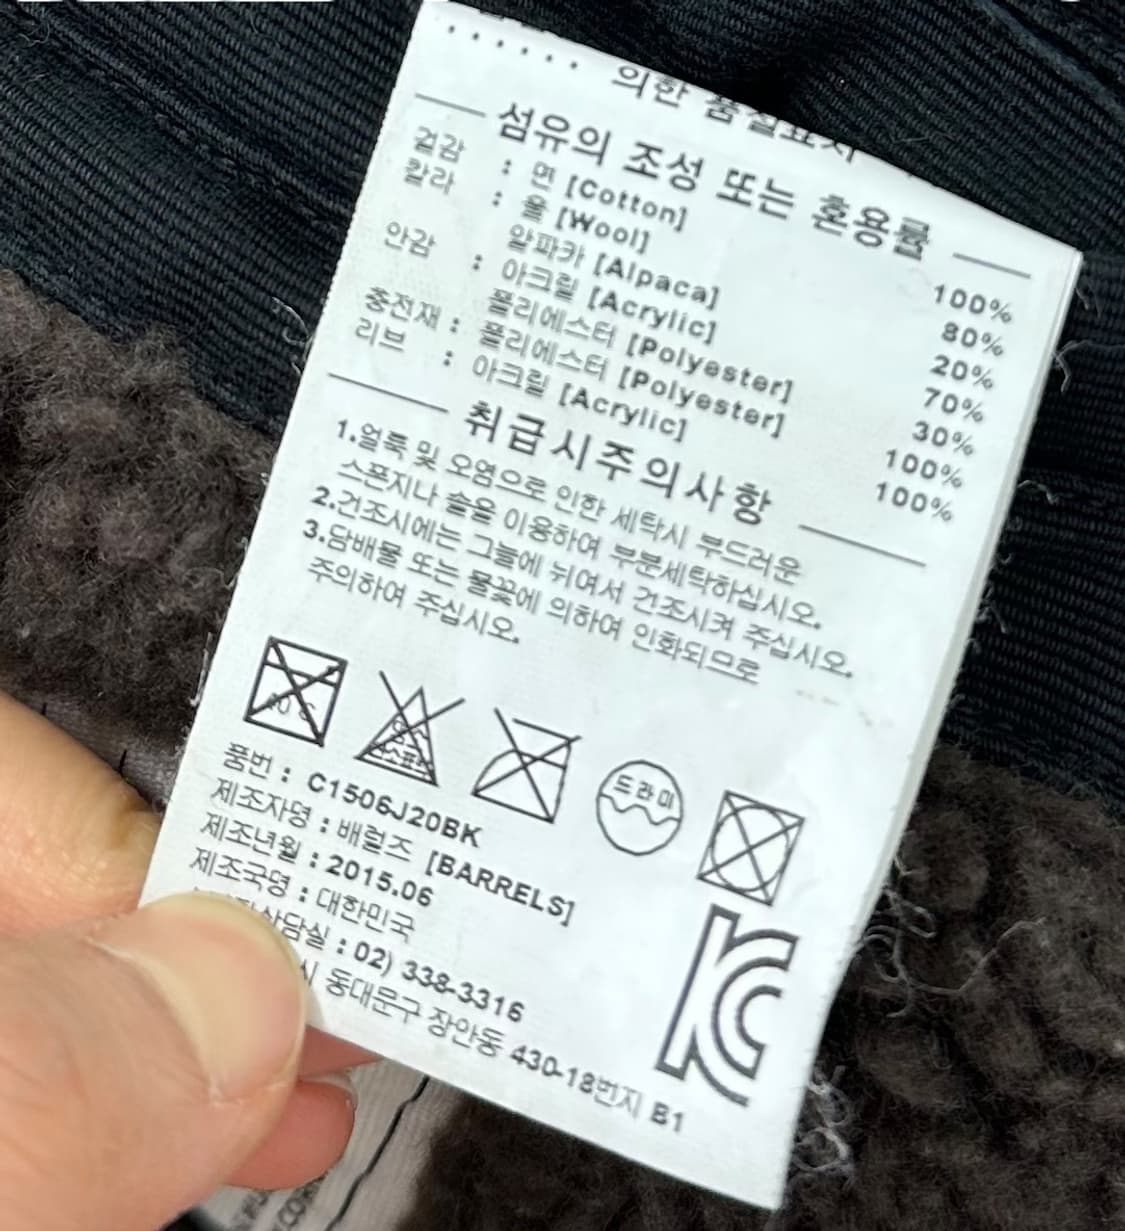 의한 품질표시
섬유의 조성 또는 혼용률
겉감 : 면 [Cotton] 100%
칼라 : 울 [Wool] 80%
알파카 [Alpaca] 20%
안감 : 아크릴 [Acrylic] 70%
폴리에스터 [Polyester] 30%
충전재 : 폴리에스터 [Polyester] 100%
리브 : 아크릴 [Acrylic] 100%
취급시주의사항
1.얼룩 및 오염으로 인한 세탁시 부드러운
스폰지나 솔을 이용하여 부분세탁하십시오.
2.건조시에는 그늘에 뉘여서 건조시켜 주십시오.
3.담배불 또는 불꽃에 의하여 인화되므로
주의하여 주십시오.
드라이
품번 : C1506J20BK
제조자명 : 배럴즈 [BARRELS]
제조년월 : 2015.06
제조국명 : 대한민국
상담실 : 02) 338-3316
시 동대문구 장안동 430-18번지 B1